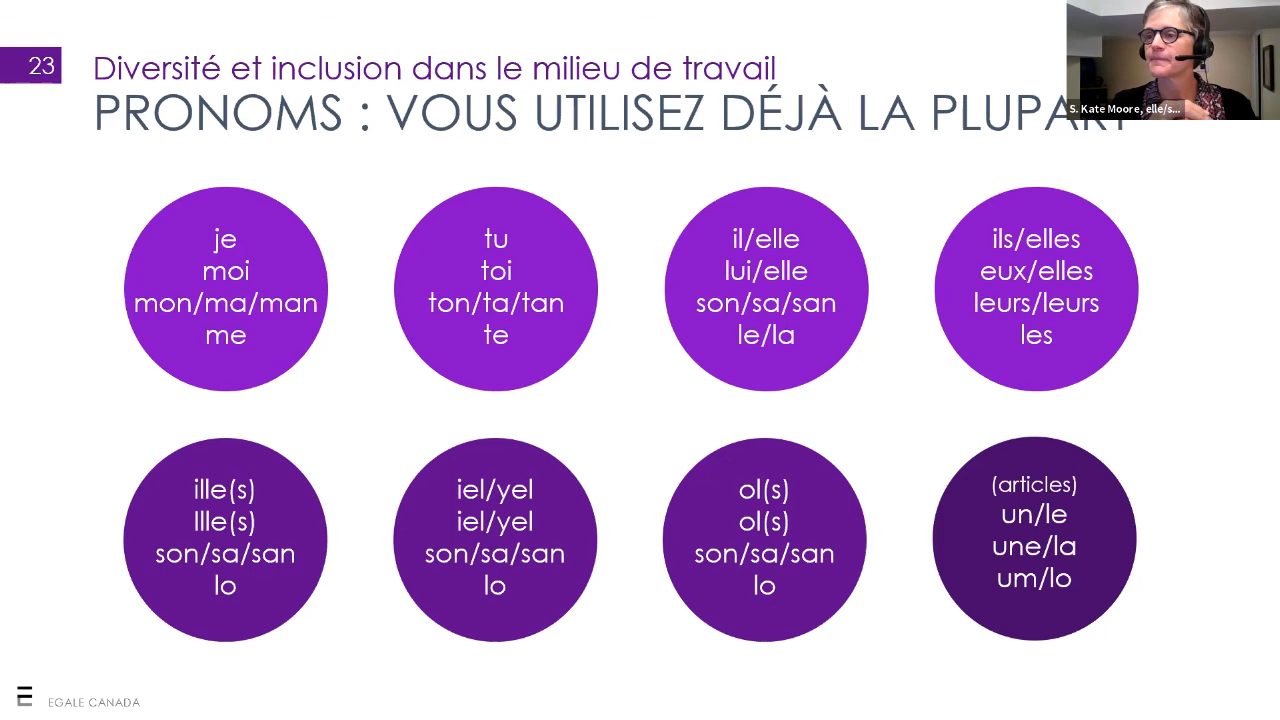 23
Diversité et inclusion dans le milieu de travail
PRONOMS : VOUS UTILISEZ DÉJÀ LA PLUPART
S. Kate Moore, elle/s...
je
moi
mon/ma/man
me
tu
toi
ton/ta/tan
te
il/elle
lui/elle
son/sa/san
le/la
ils/elles
eux/elles
leurs/leurs
les
ille(s)
Ille(s)
son/sa/san
lo
iel/yel
iel/yel
son/sa/san
lo
ol(s)
ol(s)
son/sa/san
lo
(articles)
un/le
une/la
um/lo
EGALE CANADA